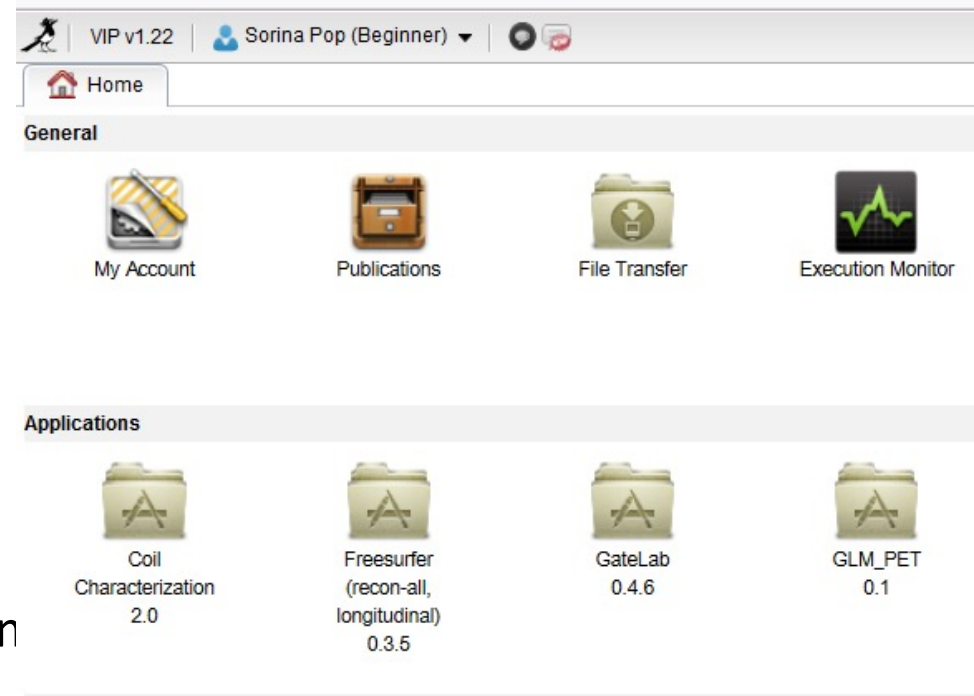 VIP v1.22 Sorina Pop (Beginner)
Home
General
My Account Publications File Transfer Execution Monitor
Applications
Coil Freesurfer GateLab GLM_PET
Characterization (recon-all, 0.4.6 0.1
2.0 longitudinal)
0.3.5
n